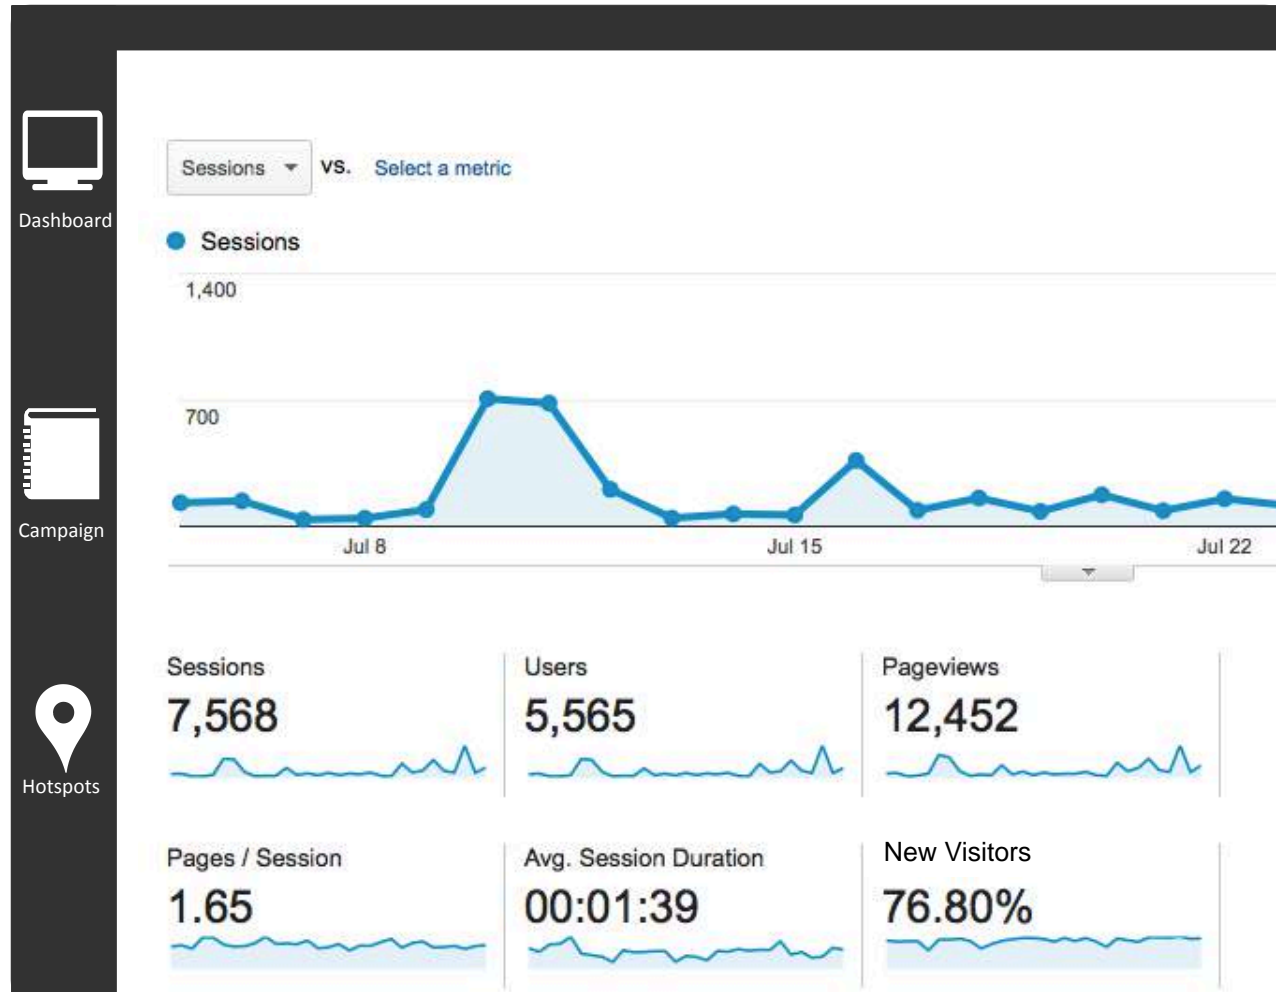 Dashboard
Campaign
Hotspots
Sessions vs. Select a metric
Sessions
1,400
700
Jul 8 Jul 15 Jul 22
Sessions Users Pageviews
7,568 5,565 12,452
Pages / Session Avg. Session Duration New Visitors
1.65 00:01:39 76.80%